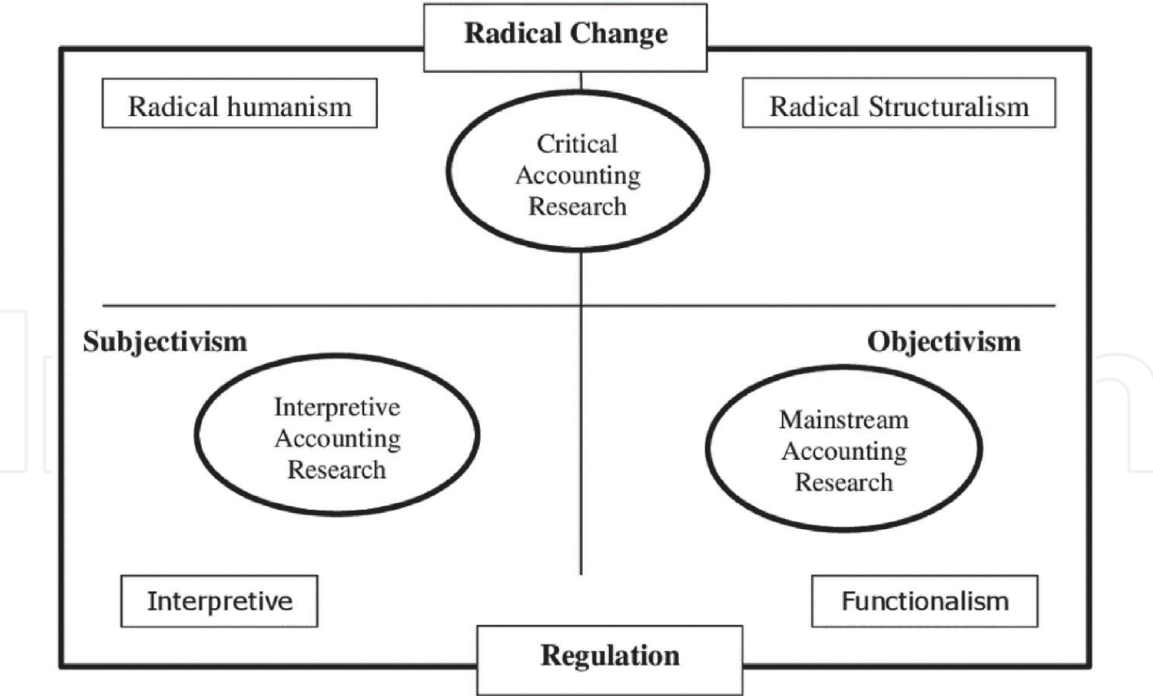 Radical Change
Radical humanism
Radical Structuralism
Critical
Accounting
Research
Subjectivism
Objectivism
Interpretive
Accounting
Research
Mainstream
Accounting
Research
Interpretive
Functionalism
Regulation